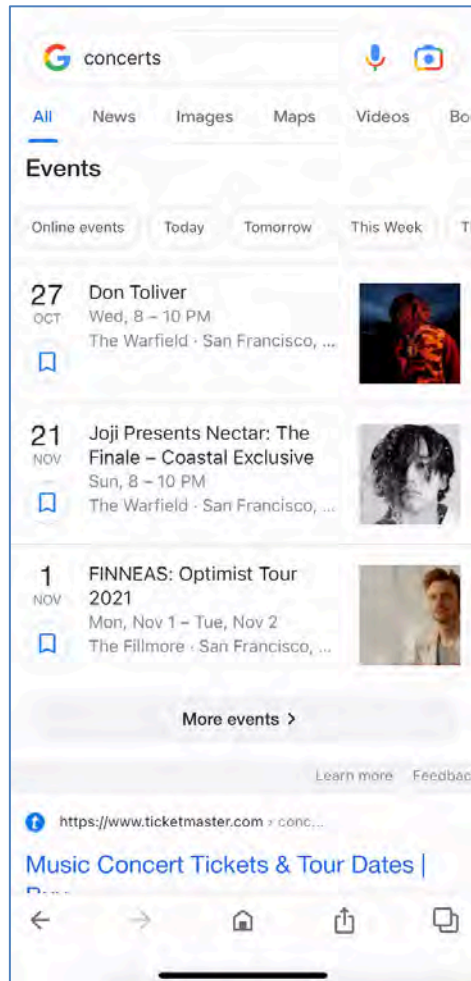 concerts
All News Images Maps Videos Bo
Events
Online events Today Tomorrow This Week T
27 Don Toliver
OCT Wed, 8 – 10 PM
The Warfield · San Francisco, ...
21 Joji Presents Nectar: The
NOV Finale – Coastal Exclusive
Sun, 8 – 10 PM
The Warfield · San Francisco, ...
1 FINNEAS: Optimist Tour
NOV 2021
Mon, Nov 1 – Tue, Nov 2
The Fillmore · San Francisco, ...
More events >
Learn more Feedbac
https://www.ticketmaster.com › conc...
Music Concert Tickets & Tour Dates |